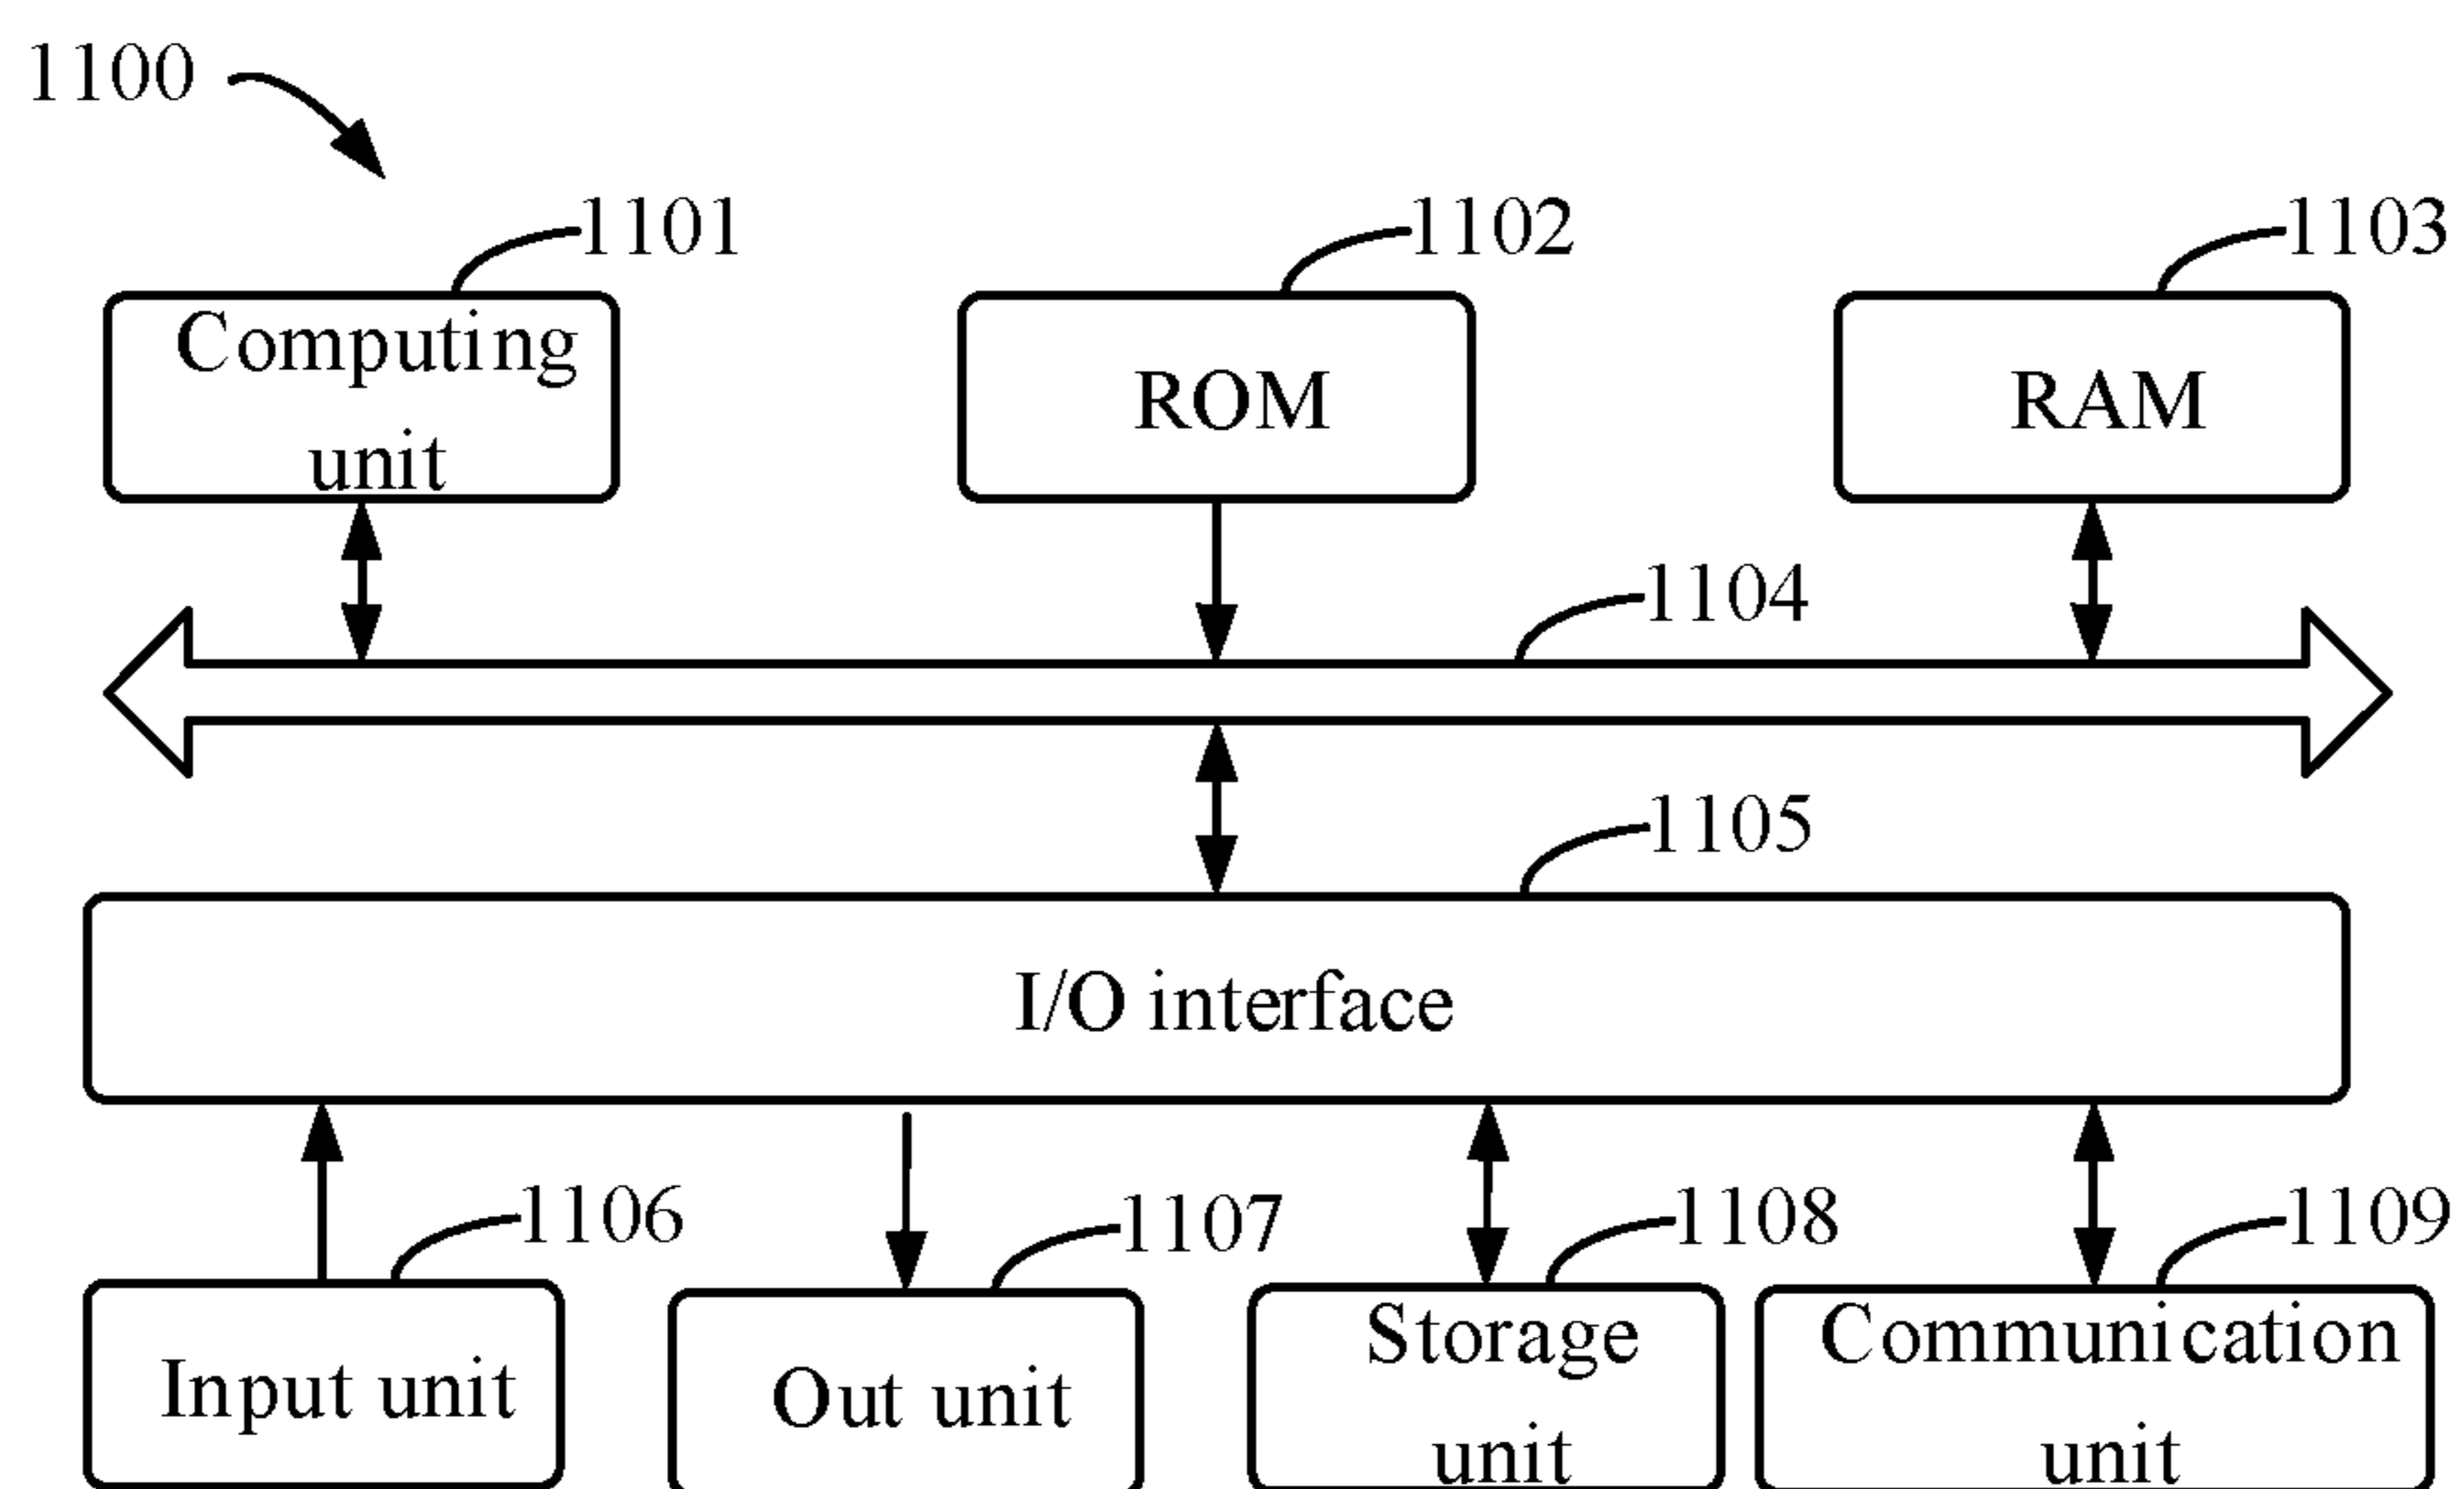 1100
1101
1102
1103
Computing
unit
ROM
RAM
1104
1105
I/O interface
1106
1107
1108
1109
Input unit
Out unit
Storage
unit
Communication
unit